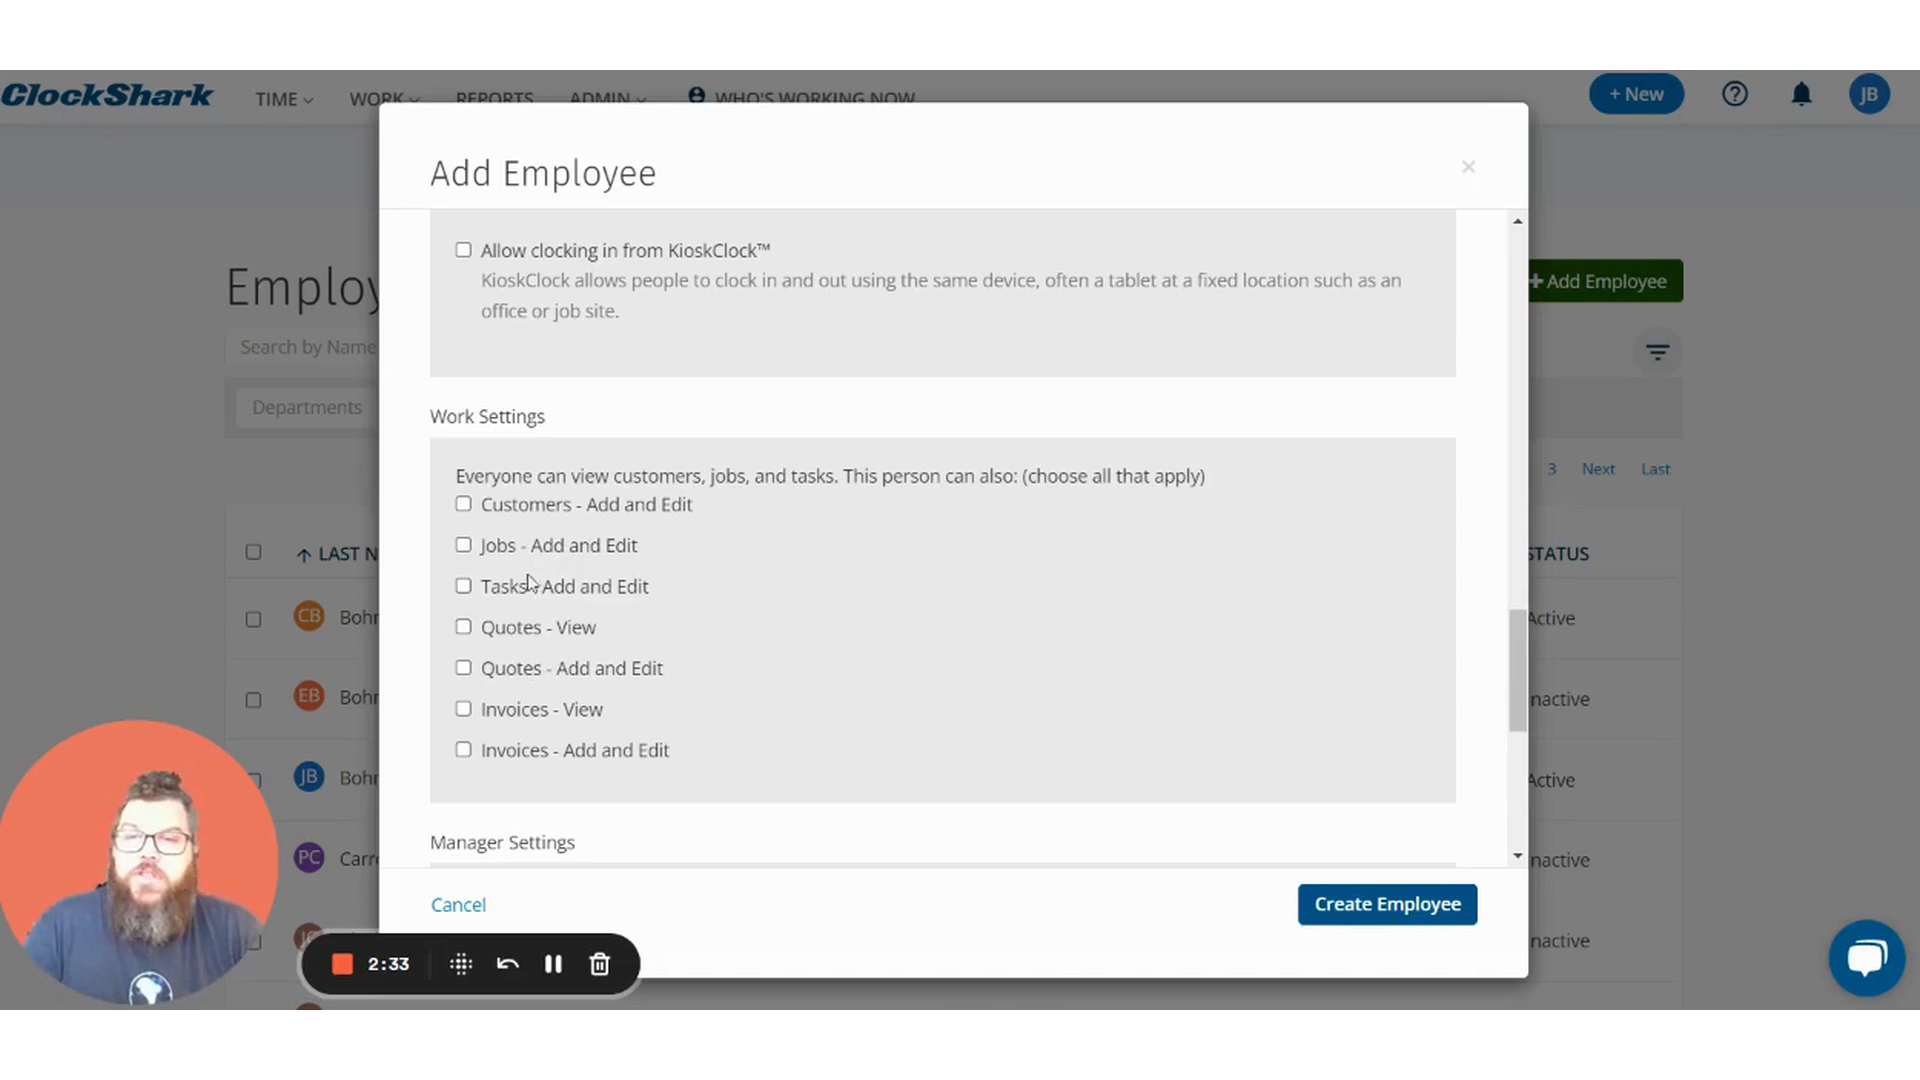 ClockShark
TIME WORK REPORTS ADMIN WHO'S WORKING NOW + New JB
Add Employee
Allow clocking in from KioskClock™
KioskClock allows people to clock in and out using the same device, often a tablet at a fixed location such as an
office or job site.
Employ
+ Add Employee
Search by Name
Departments
Work Settings
Everyone can view customers, jobs, and tasks. This person can also: (choose all that apply)
3 Next Last
Customers - Add and Edit
Jobs - Add and Edit
LAST N
STATUS
Tasks - Add and Edit
CB Bohr
Active
Quotes - View
Quotes - Add and Edit
EB Bohr
nactive
Invoices - View
Invoices - Add and Edit
JB Bohr
Active
Manager Settings
PC Carr
nactive
Cancel
Create Employee
nactive
2:33